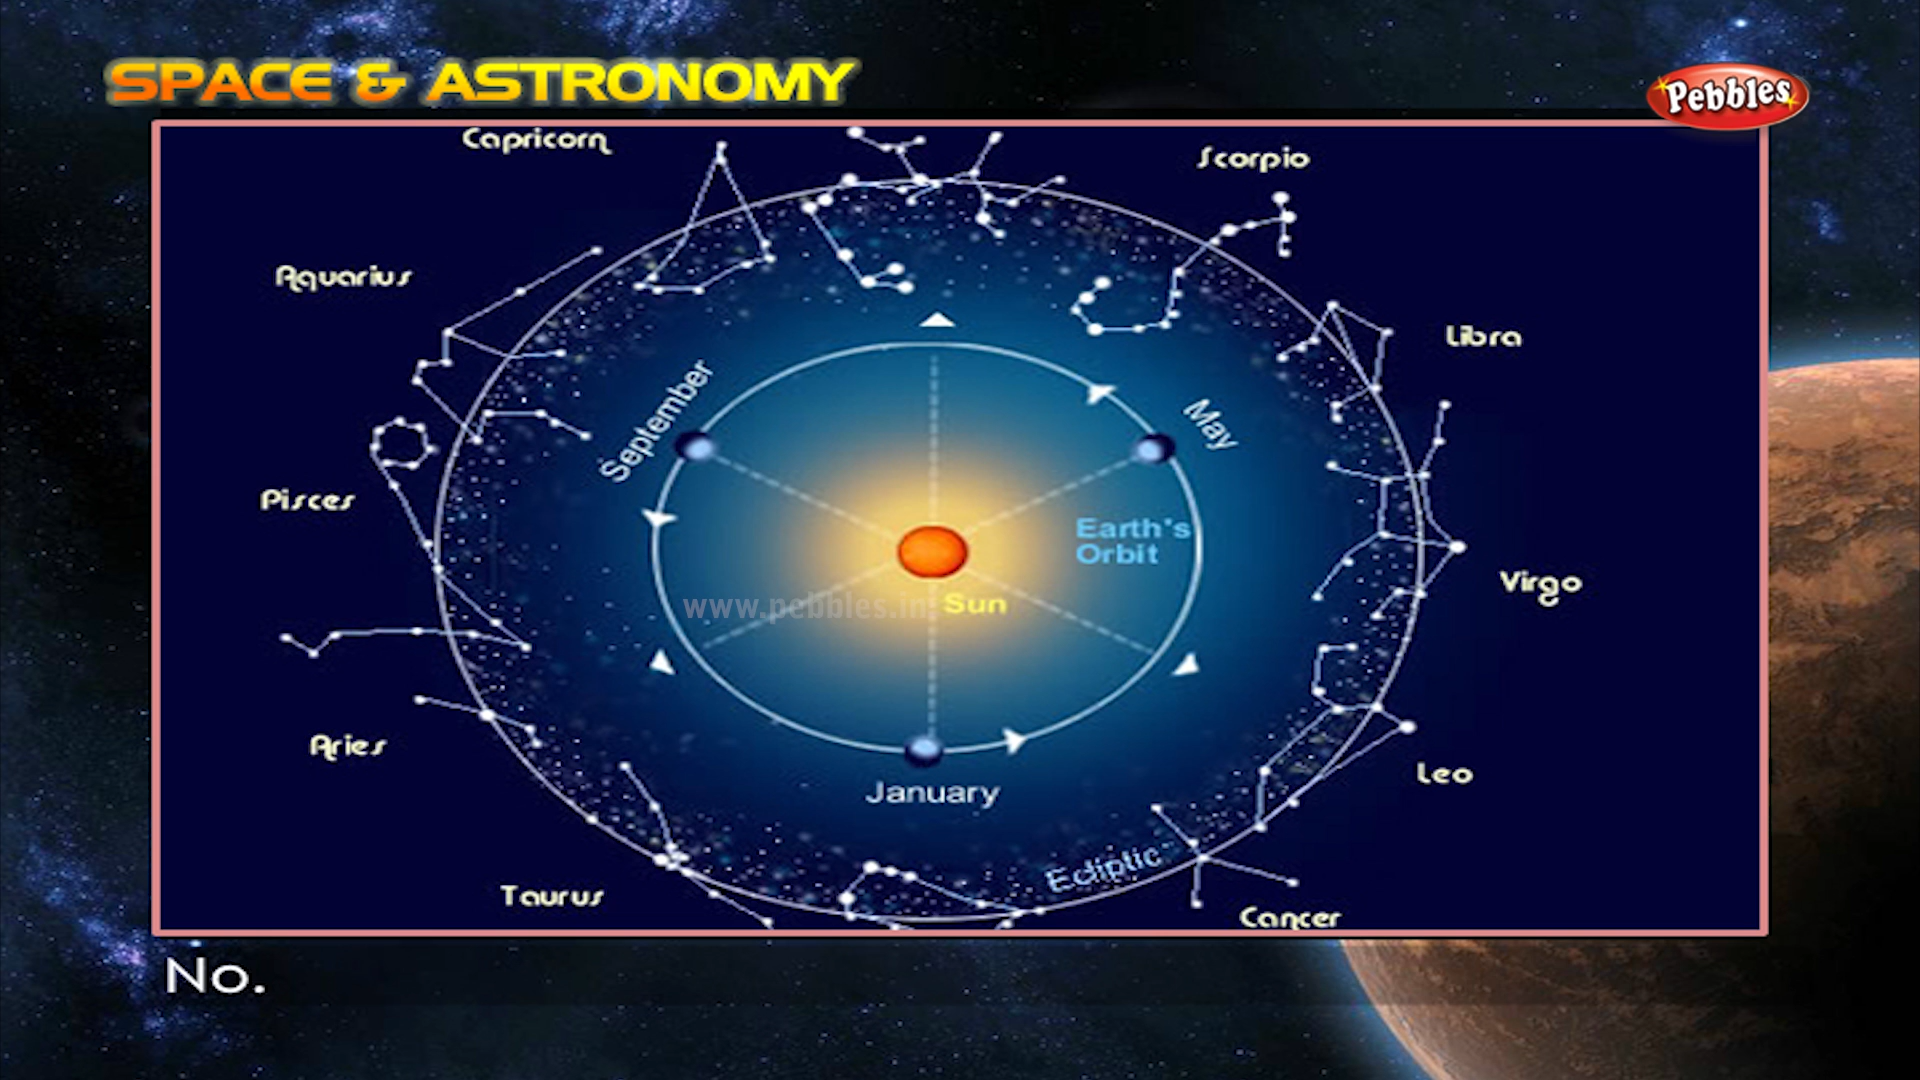 SPACE & ASTRONOMY
Pebbles
Capricorn
Scorpio
Aquarius
Libra
September
May
Pisces
Earth's
Orbit
www.pebbles.in
Sun
Virgo
Aries
Leo
January
Ecliptic
Taurus
Cancer
No.